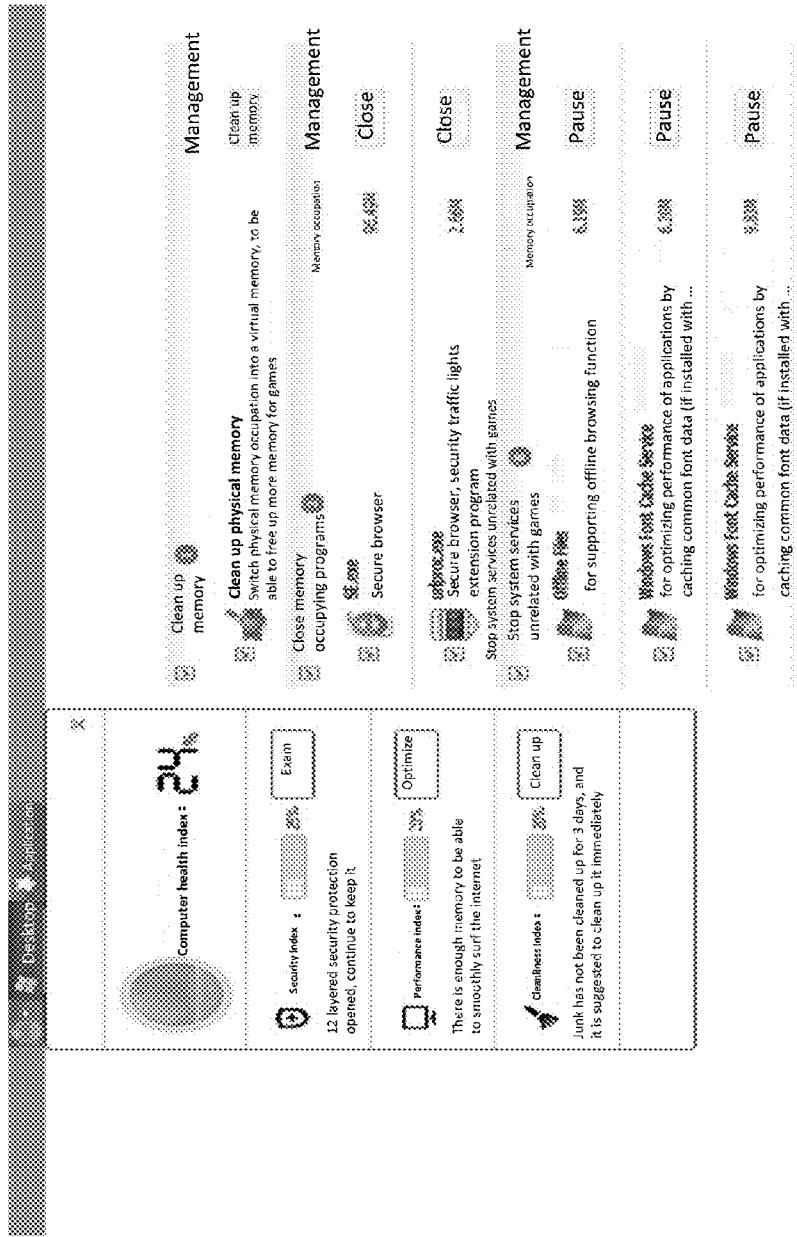 Desktop
Computer health index : 24%
Security index :
Exam
12 layered security protection
opened, continue to keep it
Performance index :
Optimize
There is enough memory to be able
to smoothly surf the internet
Cleanliness index :
Clean up
Junk has not been cleaned up for 3 days, and
it is suggested to clean up it immediately
Clean up
memory
Management
Clean up physical memory
Switch physical memory occupation into a virtual memory, to be
able to free up more memory for games
Clean up
memory
Close memory
occupying programs
Memory occupation
Management
SE.exe
Secure browser
Close
Secure browser, security traffic lights
extension program
Close
Stop system services unrelated with games
Stop system services
unrelated with games
Memory occupation
Management
Offline Files
for supporting offline browsing function
Pause
Windows Font Cache Service
for optimizing performance of applications by
caching common font data (if installed with ...
Pause
Windows Font Cache Service
for optimizing performance of applications by
caching common font data (if installed with ...
Pause